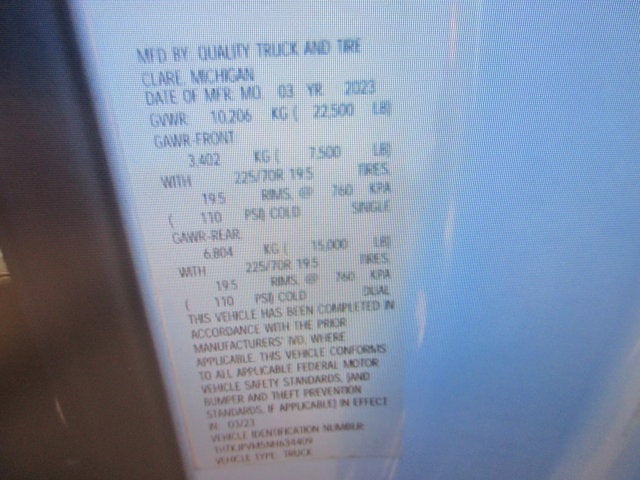 MFD BY: QUALITY TRUCK AND TIRE
CLARE, MICHIGAN
DATE OF MFR. MO. 03 YR. 2023
GVWR: 10,206 KG ( 22,500 LB)
GAWR-FRONT
3,402 KG ( 7,500 LB)
WITH 225/70R 19.5 TIRES,
19.5 RIMS, @ 760 KPA
( 110 PSI) COLD SINGLE
GAWR-REAR
6,804 KG ( 15,000 LB)
WITH 225/70R 19.5 TIRES,
19.5 RIMS, @ 760 KPA
( 110 PSI) COLD DUAL
THIS VEHICLE HAS BEEN COMPLETED IN
ACCORDANCE WITH THE PRIOR
MANUFACTURERS' IVD, WHERE
APPLICABLE. THIS VEHICLE CONFORMS
TO ALL APPLICABLE FEDERAL MOTOR
VEHICLE SAFETY STANDARDS, [AND
BUMPER AND THEFT PREVENTION
STANDARDS, IF APPLICABLE] IN EFFECT
IN: 03/23
VEHICLE IDENTIFICATION NUMBER:
VEHICLE TYPE: TRUCK